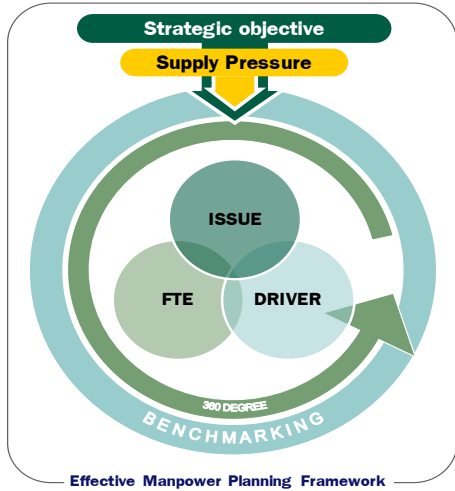 Strategic objective
Supply Pressure
ISSUE
FTE
DRIVER
360 DEGREE
BENCHMARKING
Effective Manpower Planning Framework